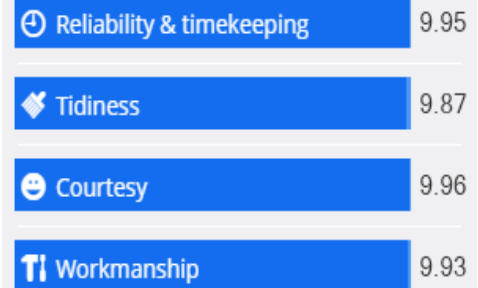 Reliability & timekeeping 9.95
Tidiness 9.87
Courtesy 9.96
Workmanship 9.93